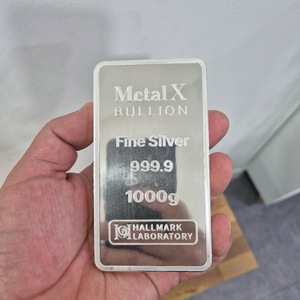 Metal X
BULLION
Fine Silver
999.9
1000g
HALLMARK
LABORATORY